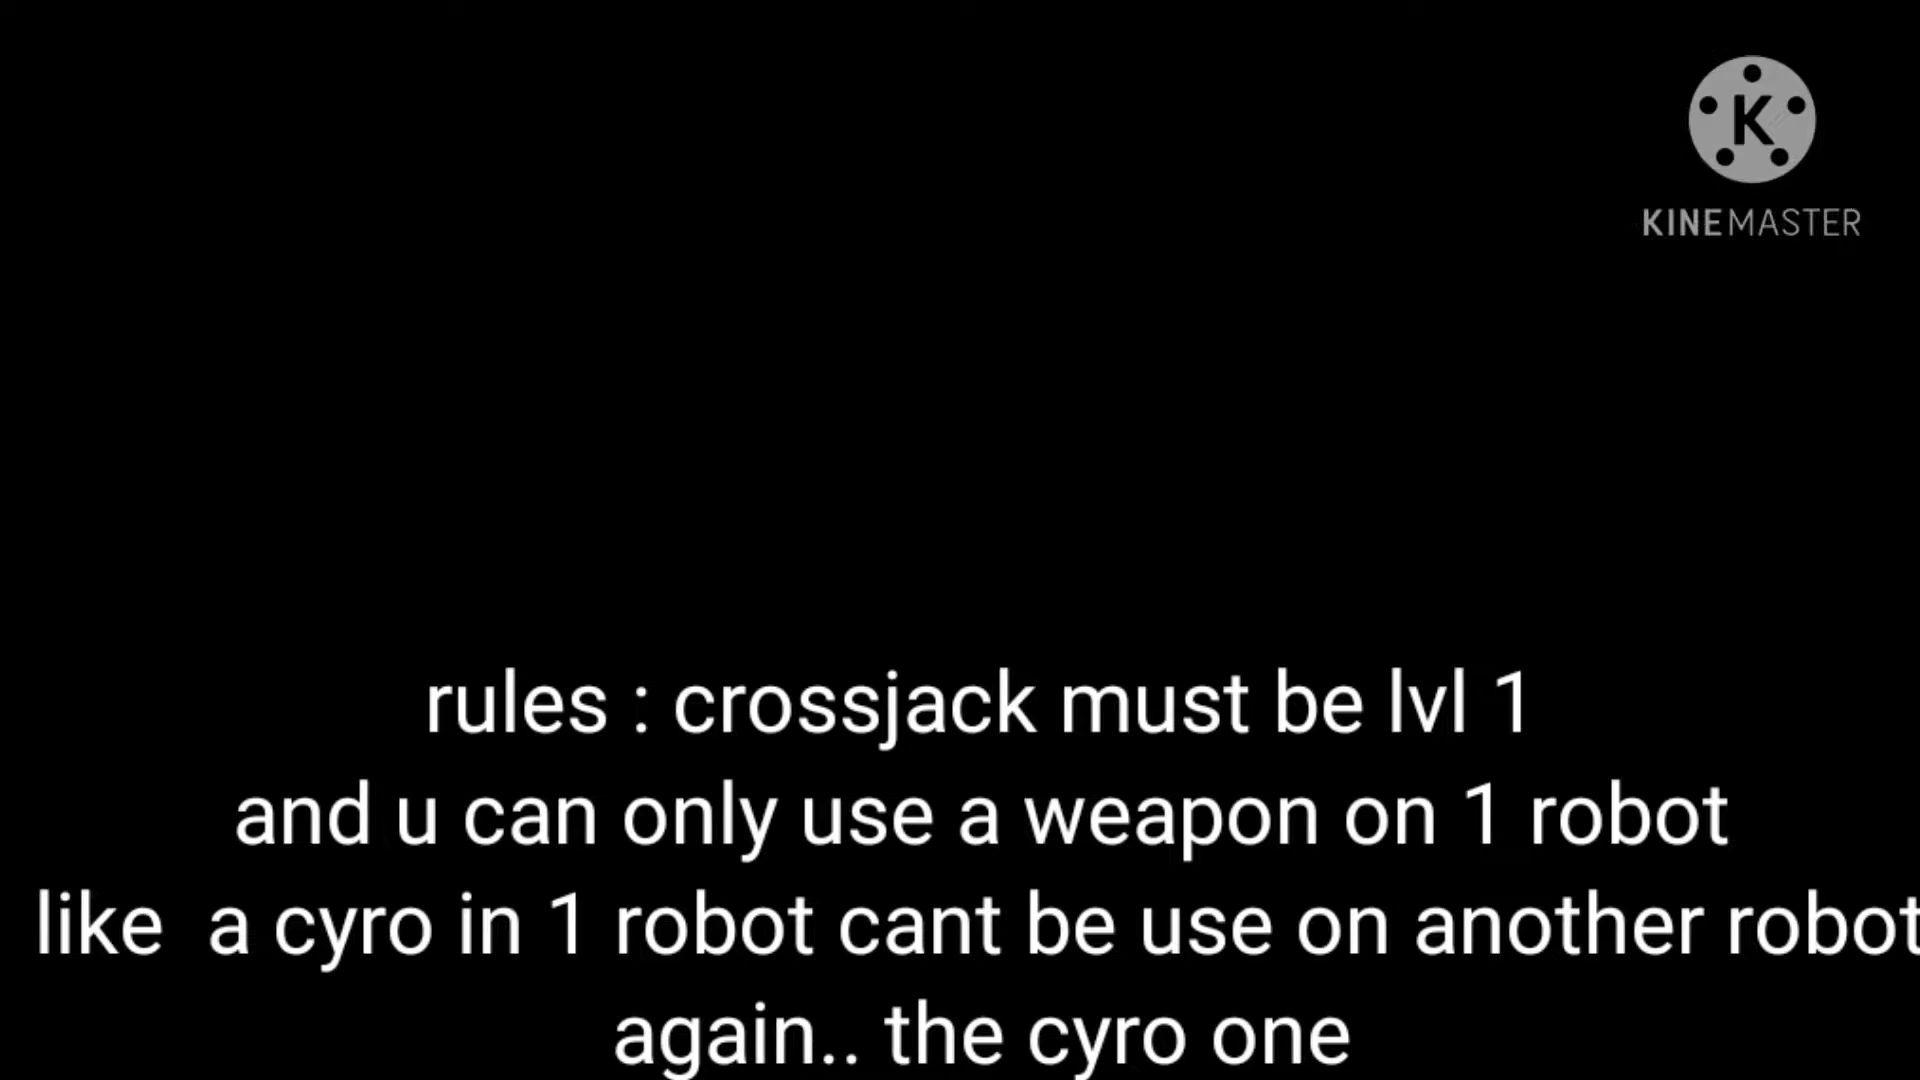 K
KINEMASTER
rules : crossjack must be lvl 1
and u can only use a weapon on 1 robot
like  a cyro in 1 robot cant be use on another robot
again.. the cyro one